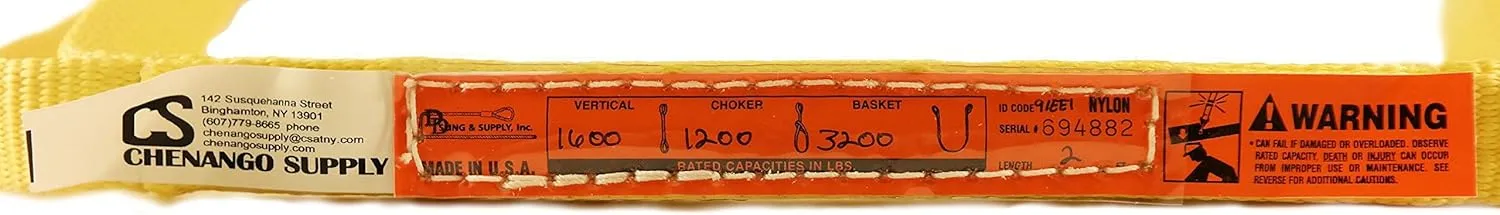 CS
142 Susquehanna Street
Binghamton, NY 13901
(607)779-8665 phone
chenangosupply@csatny.com
chenangosupply.com
CHENANGO SUPPLY
SLING & SUPPLY, Inc.
MADE IN U.S.A.
VERTICAL CHOKER BASKET
1600 1200 3200
RATED CAPACITIES IN LBS.
ID CODE 91EE1 NYLON
SERIAL # 694882
LENGTH 2
WARNING
• CAN FAIL IF DAMAGED OR OVERLOADED. OBSERVE
RATED CAPACITY. DEATH OR INJURY CAN OCCUR
FROM IMPROPER USE OR MAINTENANCE. SEE
REVERSE FOR ADDITIONAL CAUTIONS.